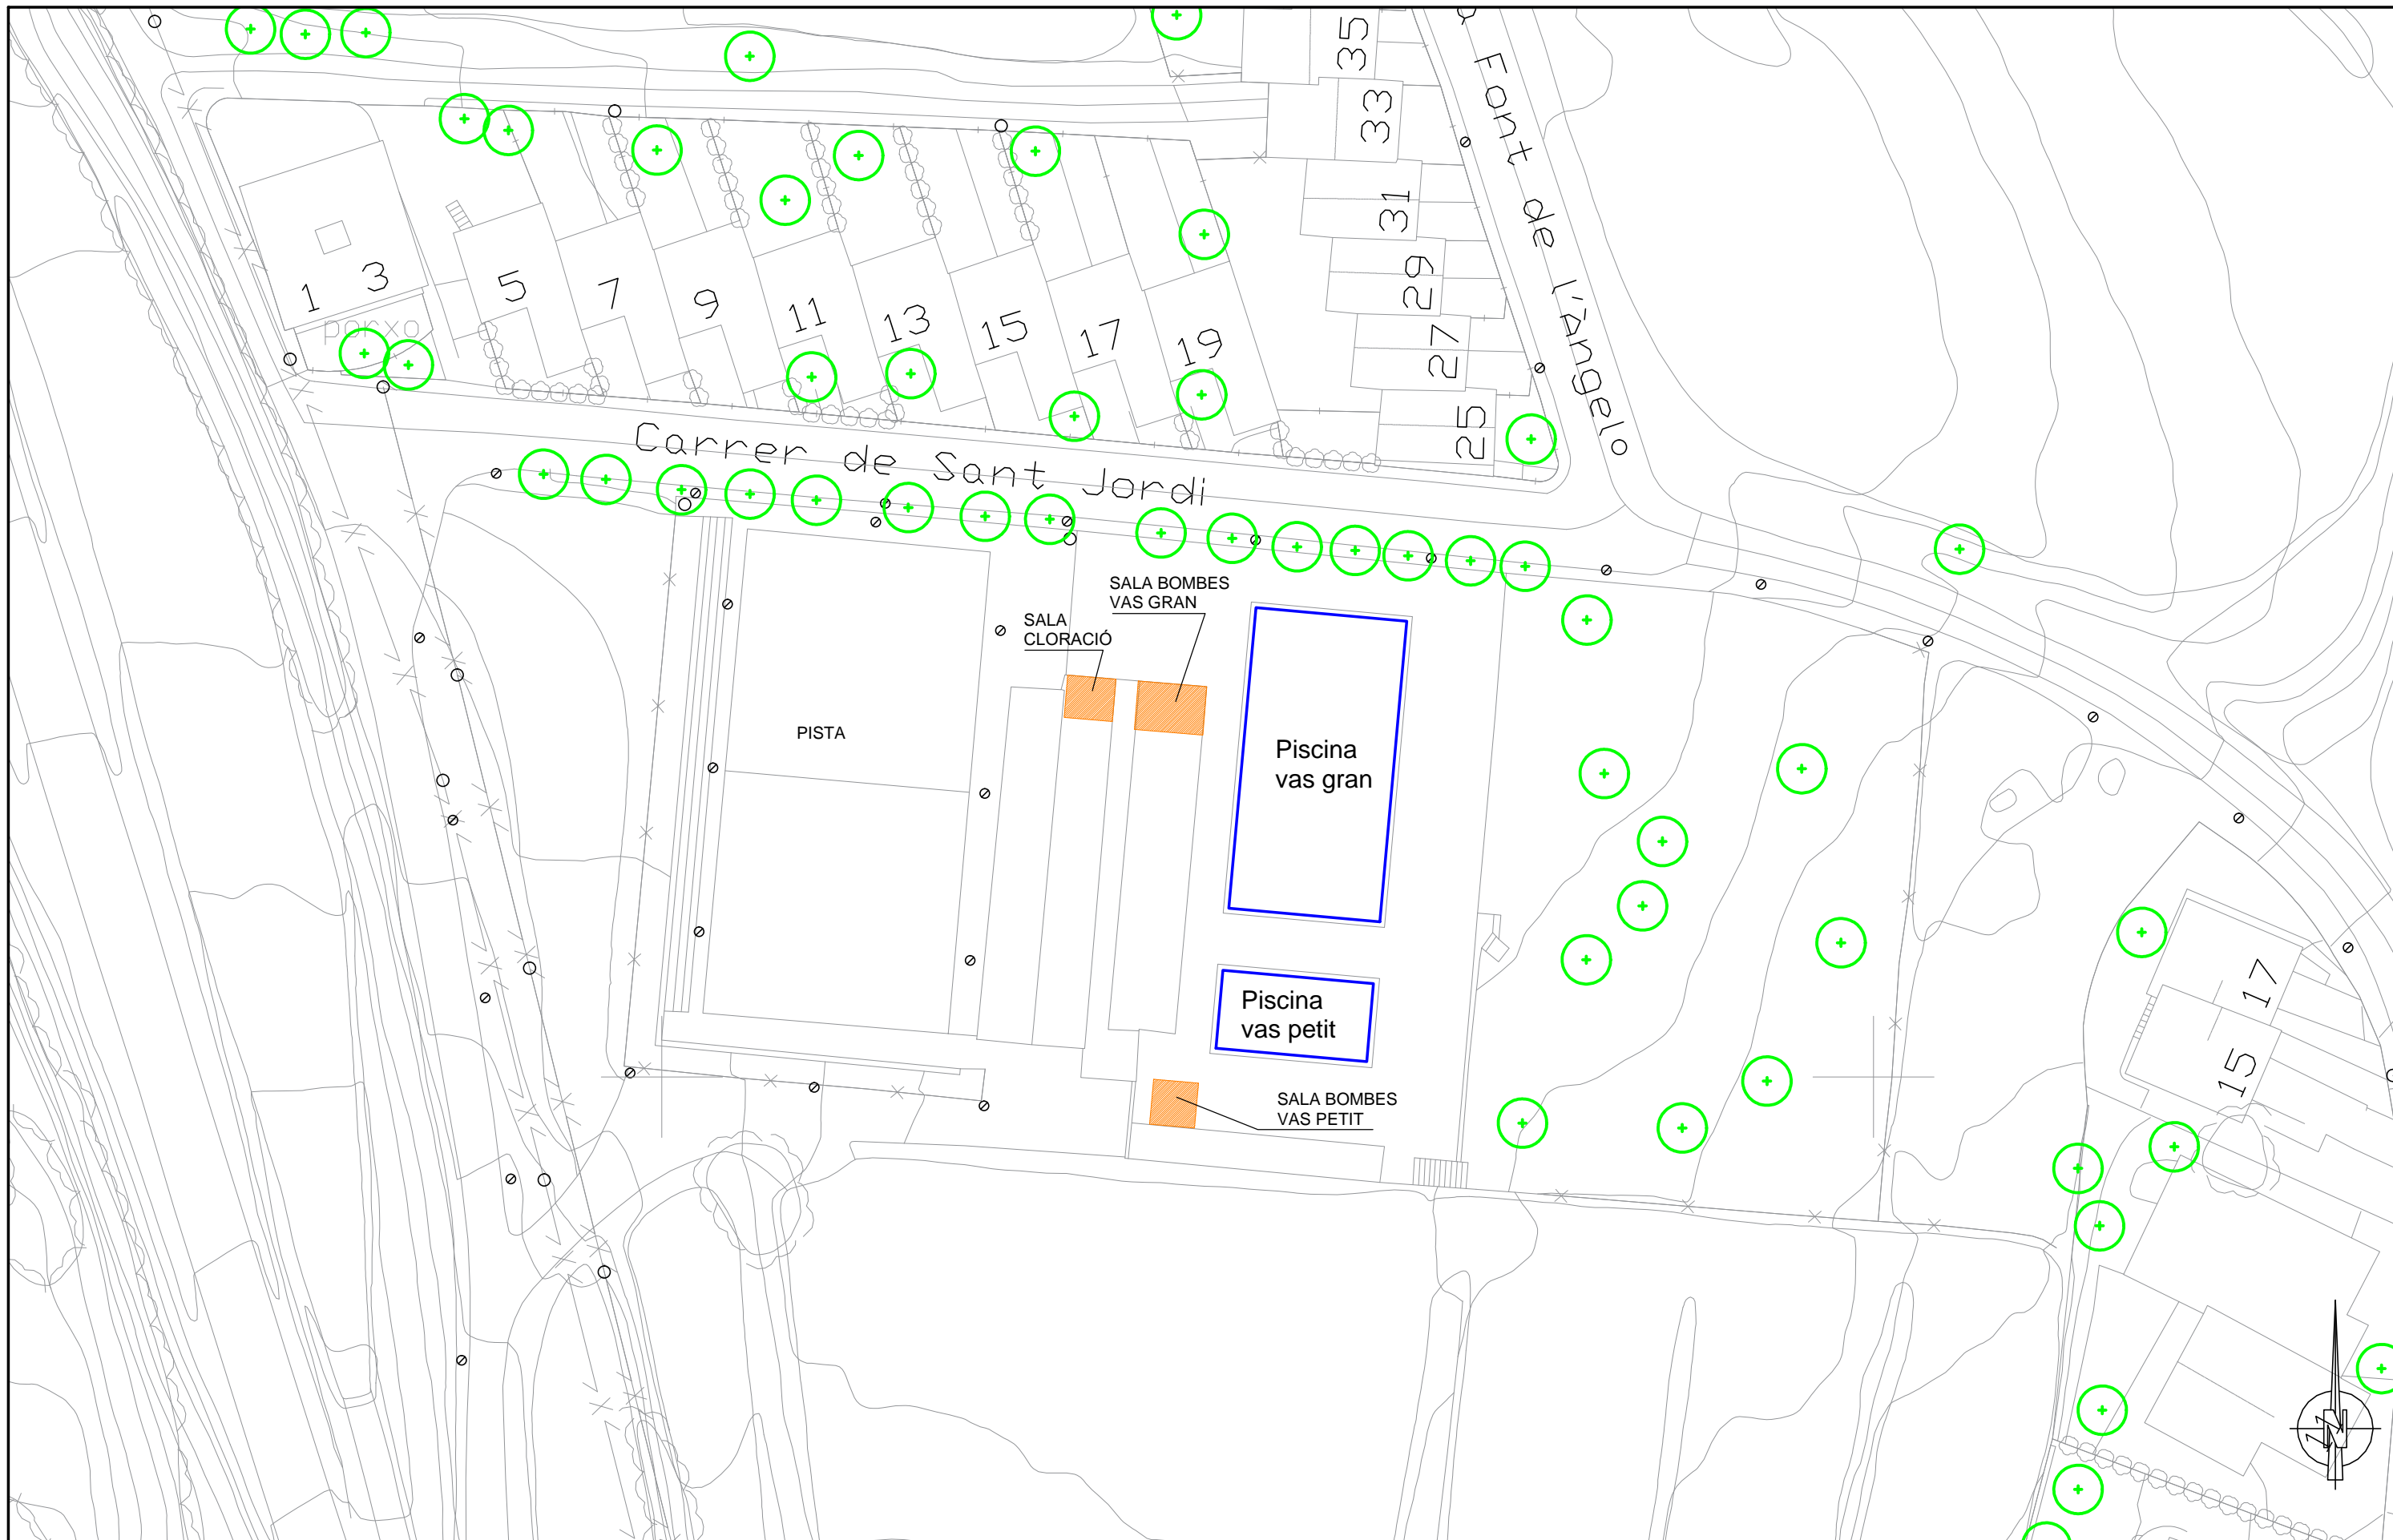 35
33
31
29
27
25
Font de l'Àngel
1
3
5
7
9
11
13
15
17
19
porxo
Carrer de Sant Jordi
SALA BOMBES
VAS GRAN
SALA
CLORACIÓ
PISTA
Piscina
vas gran
Piscina
vas petit
SALA BOMBES
VAS PETIT
17
15
11
N